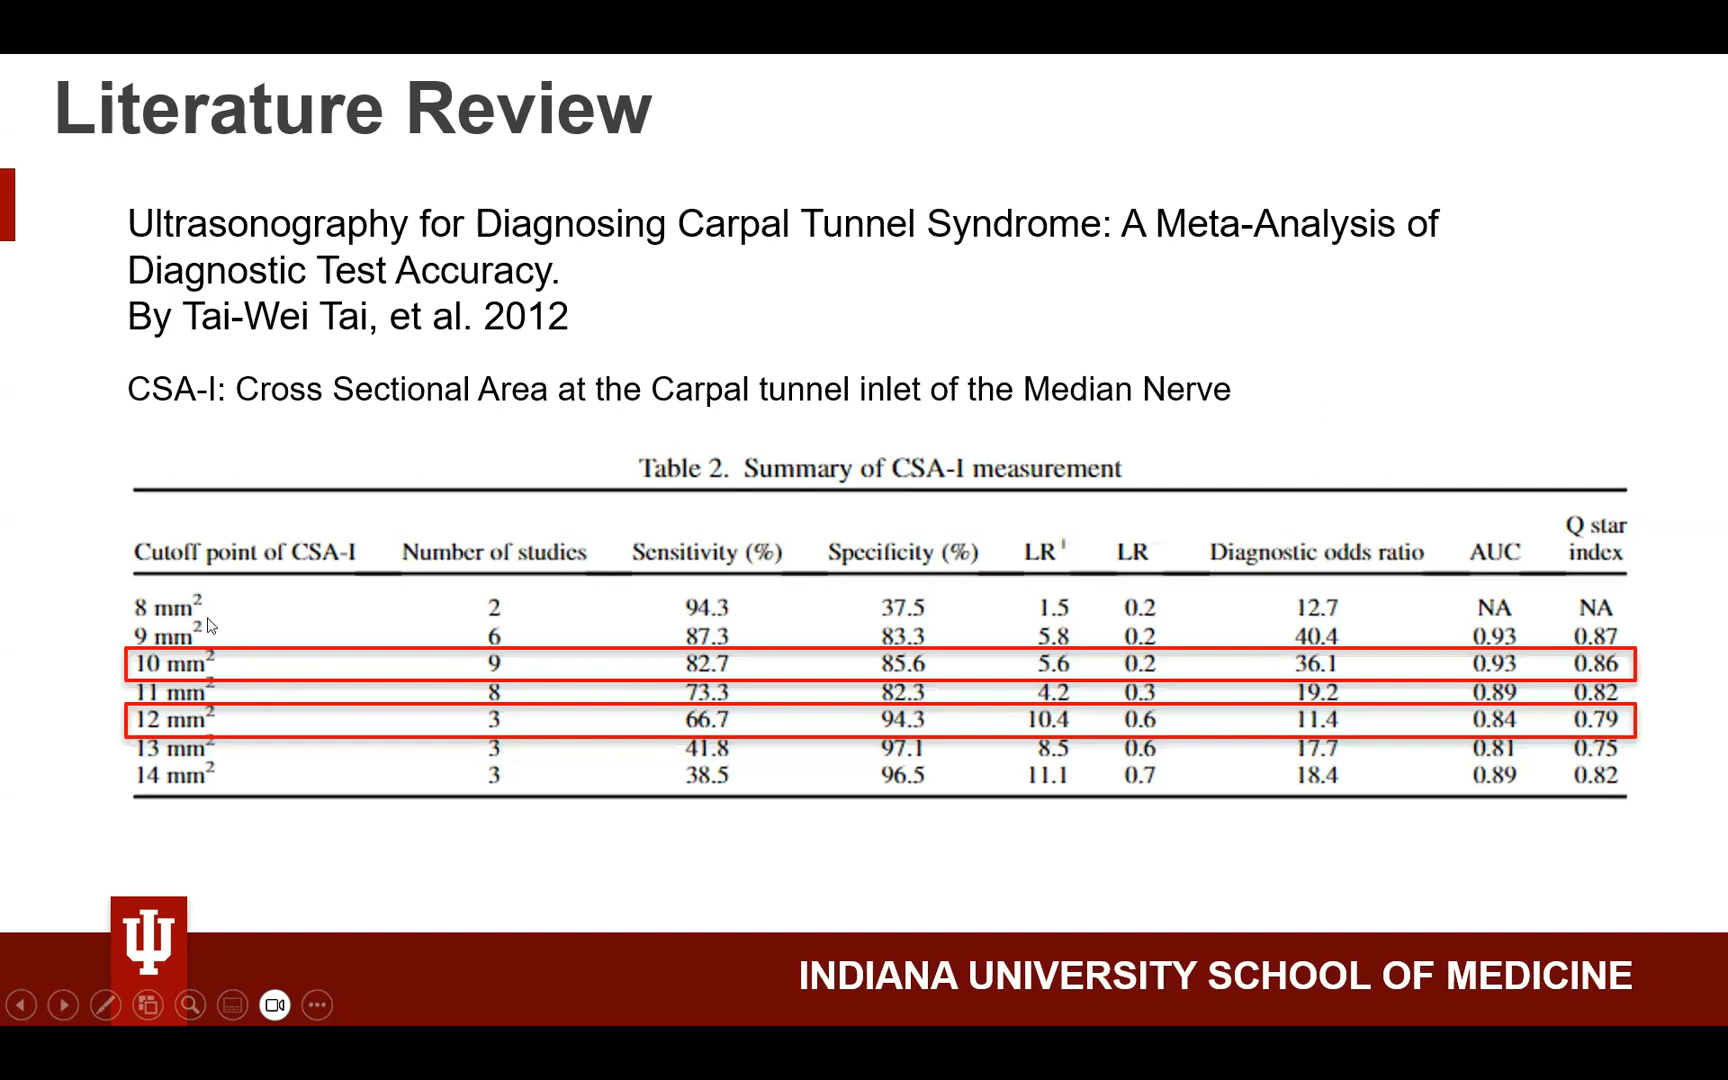 Literature Review
Ultrasonography for Diagnosing Carpal Tunnel Syndrome: A Meta-Analysis of
Diagnostic Test Accuracy.
By Tai-Wei Tai, et al. 2012
CSA-I: Cross Sectional Area at the Carpal tunnel inlet of the Median Nerve
Table 2. Summary of CSA-I measurement
Cutoff point of CSA-I Number of studies Sensitivity (%) Specificity (%) LR⁺ LR⁻ Diagnostic odds ratio AUC Q star index
8 mm² 2 94.3 37.5 1.5 0.2 12.7 NA NA
9 mm² 6 87.3 83.3 5.8 0.2 40.4 0.93 0.87
10 mm² 9 82.7 85.6 5.6 0.2 36.1 0.93 0.86
11 mm² 8 73.3 82.3 4.2 0.3 19.2 0.89 0.82
12 mm² 3 66.7 94.3 10.4 0.6 11.4 0.84 0.79
13 mm² 3 41.8 97.1 8.5 0.6 17.7 0.81 0.75
14 mm² 3 38.5 96.5 11.1 0.7 18.4 0.89 0.82
INDIANA UNIVERSITY SCHOOL OF MEDICINE